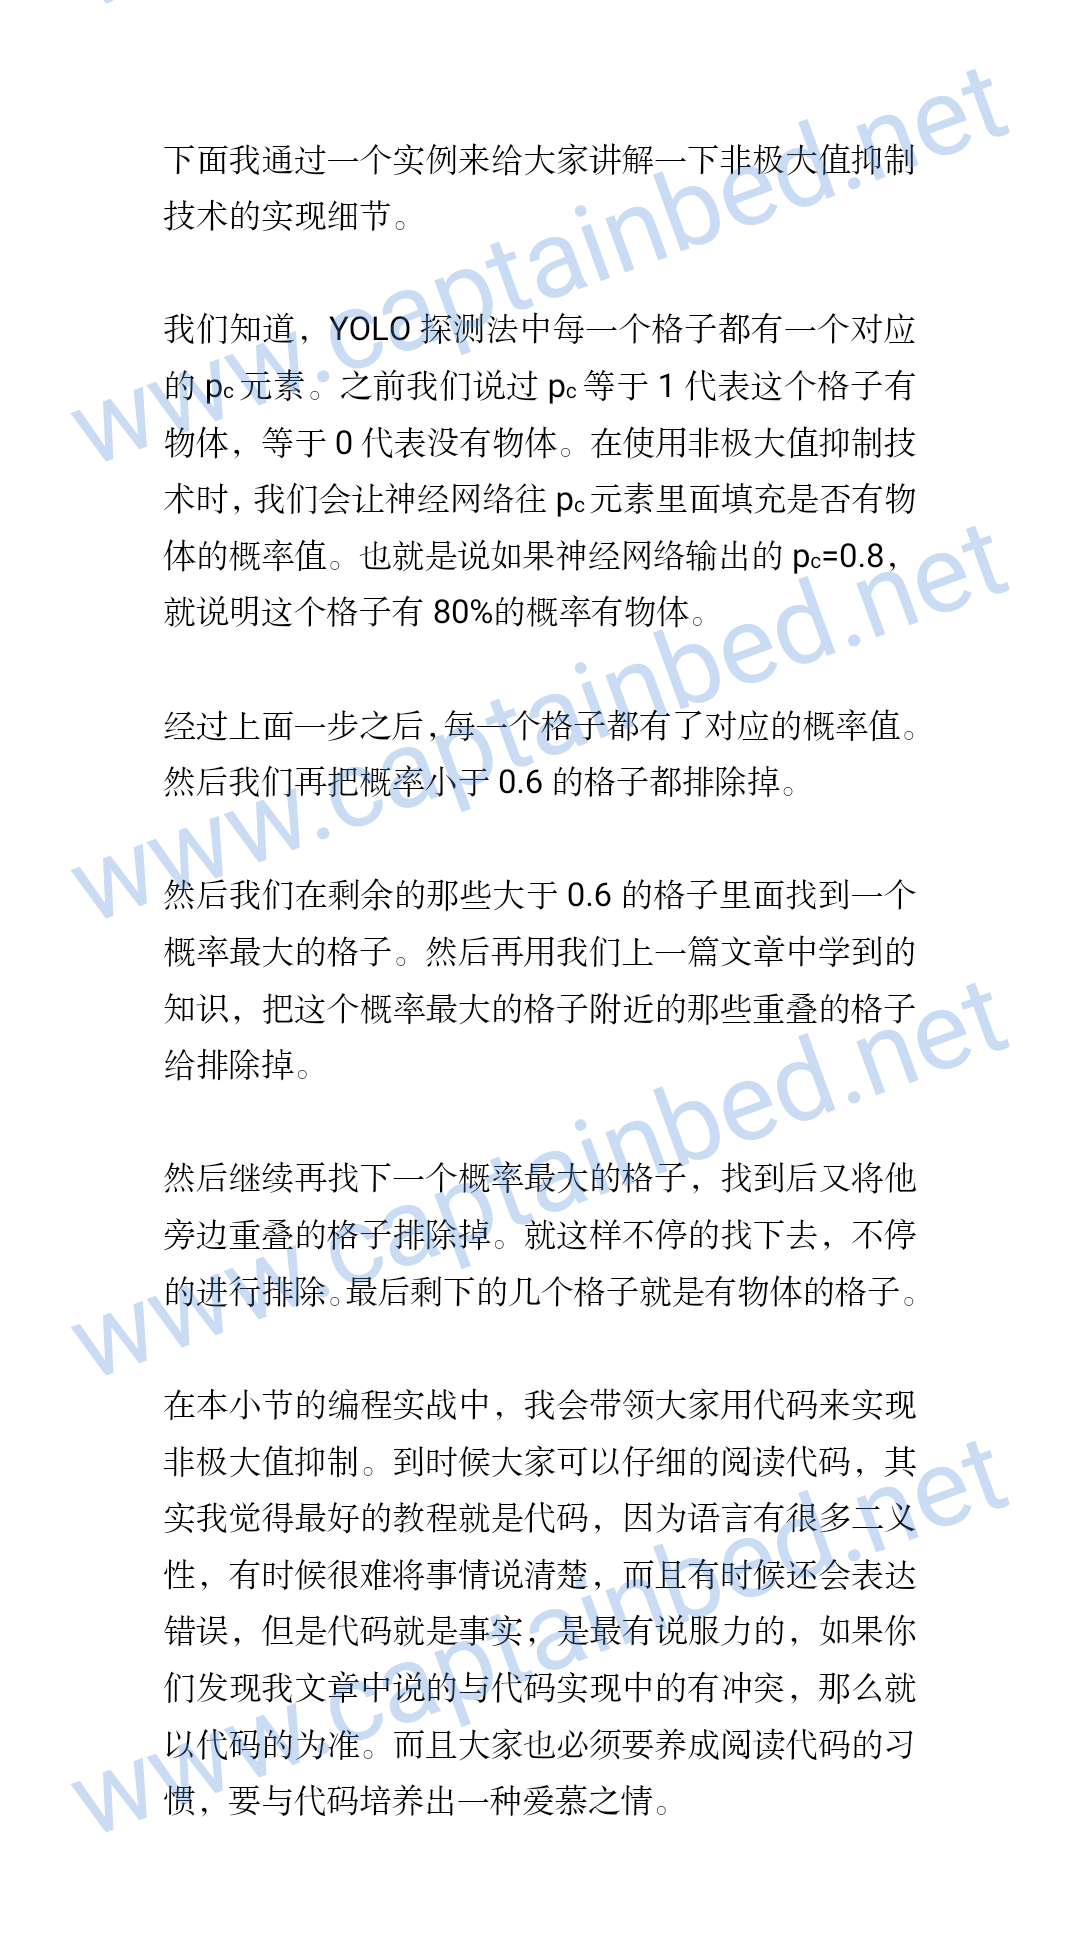 下面我通过一个实例来给大家讲解一下非极大值抑制
技术的实现细节。
我们知道，YOLO 探测法中每一个格子都有一个对应
的 pc 元素。之前我们说过 pc 等于 1 代表这个格子有
物体，等于 0 代表没有物体。在使用非极大值抑制技
术时，我们会让神经网络往 pc 元素里面填充是否有物
体的概率值。也就是说如果神经网络输出的 pc=0.8，
就说明这个格子有 80%的概率有物体。
经过上面一步之后，每一个格子都有了对应的概率值。
然后我们再把概率小于 0.6 的格子都排除掉。
然后我们在剩余的那些大于 0.6 的格子里面找到一个
概率最大的格子。然后再用我们上一篇文章中学到的
知识，把这个概率最大的格子附近的那些重叠的格子
给排除掉。
然后继续再找下一个概率最大的格子，找到后又将他
旁边重叠的格子排除掉。就这样不停的找下去，不停
的进行排除。最后剩下的几个格子就是有物体的格子。
在本小节的编程实战中，我会带领大家用代码来实现
非极大值抑制。到时候大家可以仔细的阅读代码，其
实我觉得最好的教程就是代码，因为语言有很多二义
性，有时候很难将事情说清楚，而且有时候还会表达
错误，但是代码就是事实，是最有说服力的，如果你
们发现我文章中说的与代码实现中的有冲突，那么就
以代码的为准。而且大家也必须要养成阅读代码的习
惯，要与代码培养出一种爱慕之情。
www.captainbed.net
www.captainbed.net
www.captainbed.net
www.captainbed.net